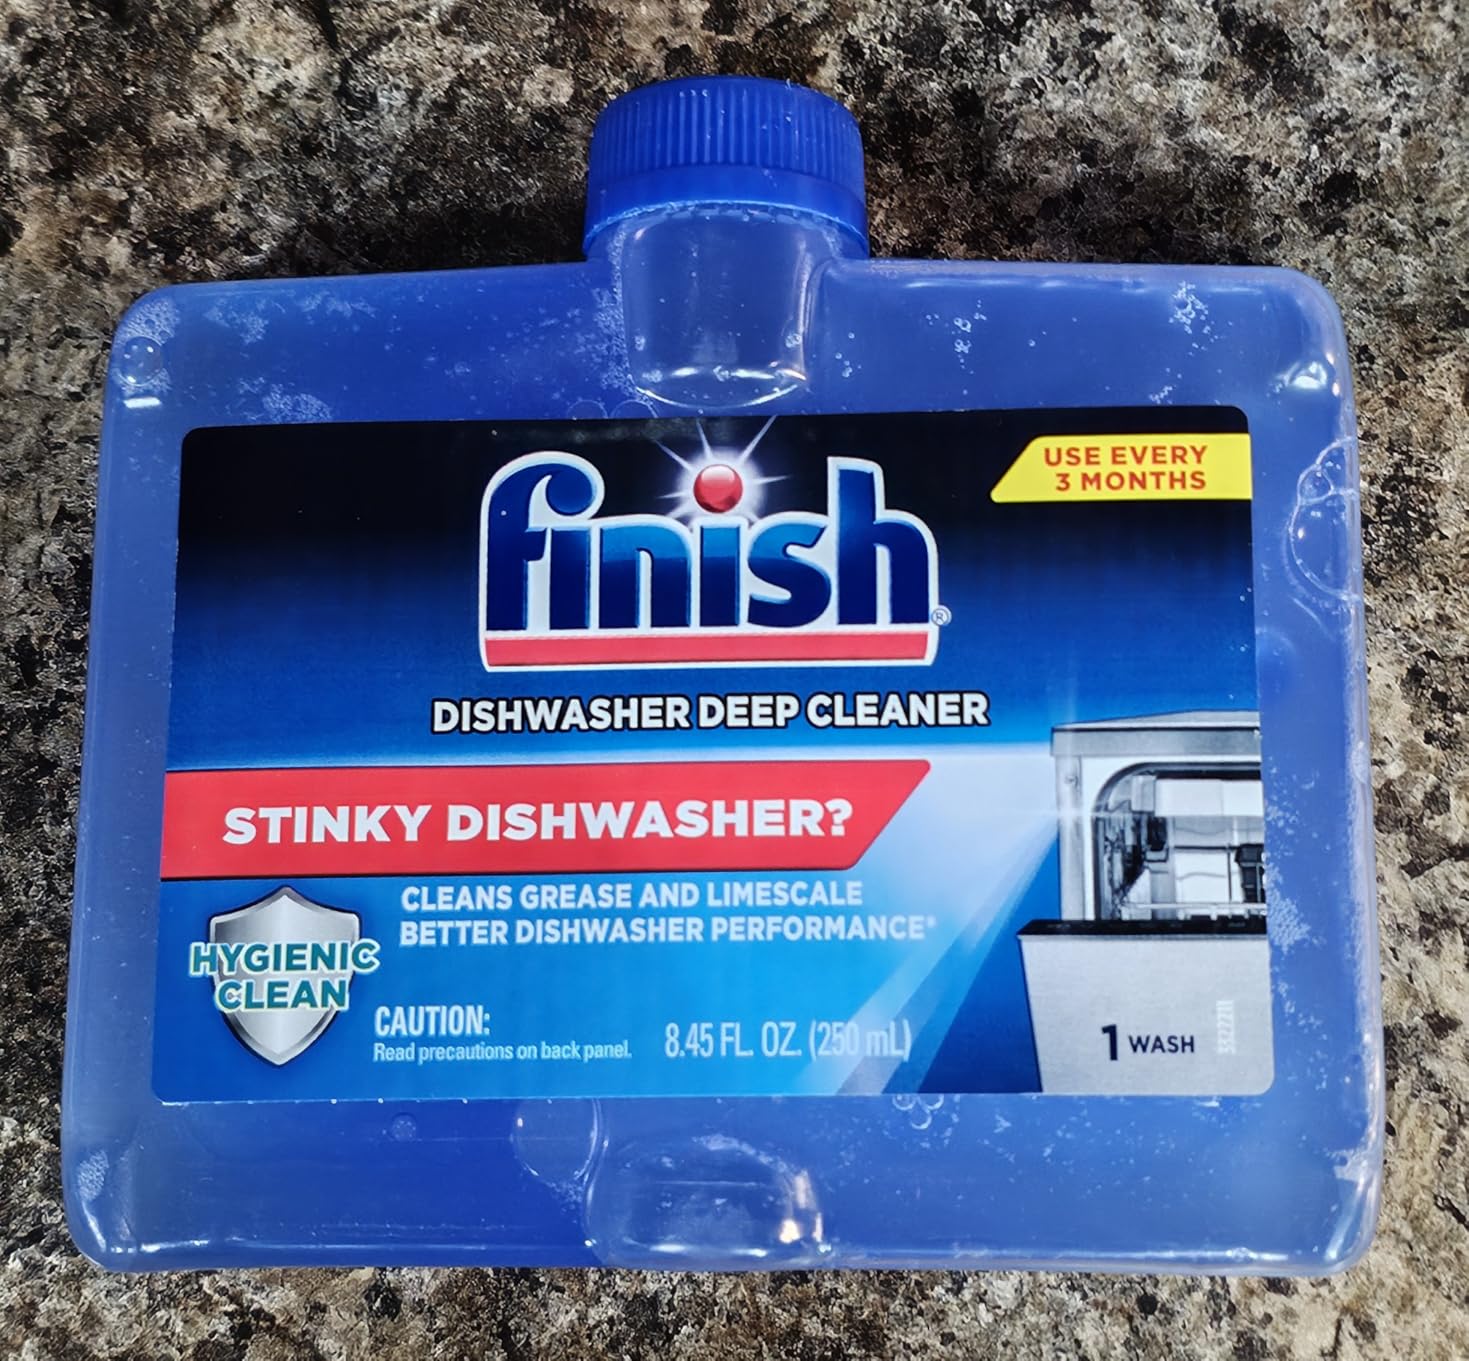 USE EVERY
3 MONTHS
finish®
DISHWASHER DEEP CLEANER
STINKY DISHWASHER?
CLEANS GREASE AND LIMESCALE
BETTER DISHWASHER PERFORMANCE*
HYGIENIC
CLEAN
CAUTION:
Read precautions on back panel.
8.45 FL. OZ. (250 mL)
1 WASH